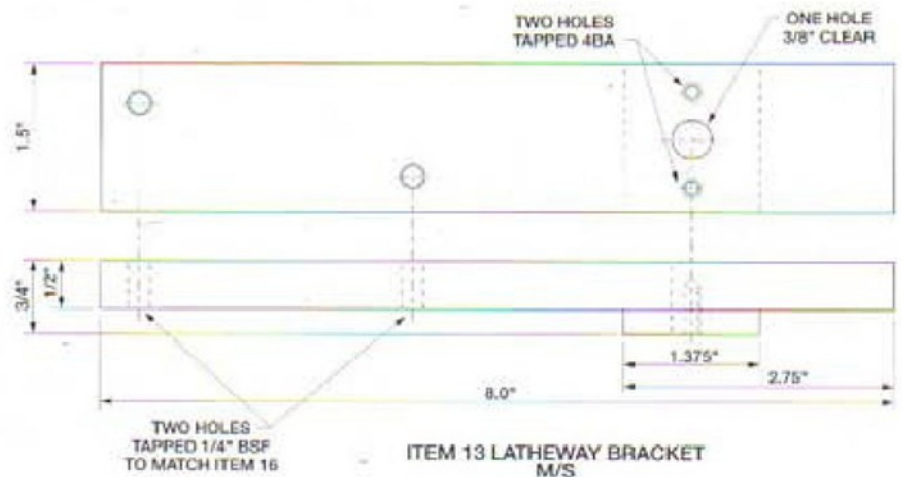 TWO HOLES
TAPPED 4BA
ONE HOLE
3/8" CLEAR
1.5"
3/4"
1/2"
1.375"
2.75"
8.0"
TWO HOLES
TAPPED 1/4" BSF
TO MATCH ITEM 16
ITEM 13 LATHEWAY BRACKET
M/S